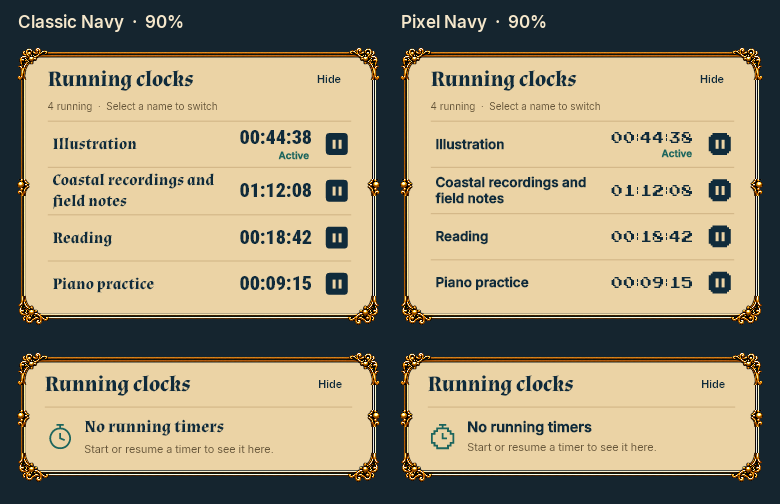 Classic Navy · 90%
Running clocks
Hide
4 running · Select a name to switch
Illustration
00:44:38
Active
Coastal recordings and
field notes
01:12:08
Reading
00:18:42
Piano practice
00:09:15
Running clocks
Hide
No running timers
Start or resume a timer to see it here.
Pixel Navy · 90%
Running clocks
Hide
4 running · Select a name to switch
Illustration
00:44:38
Active
Coastal recordings and
field notes
01:12:08
Reading
00:18:42
Piano practice
00:09:15
Running clocks
Hide
No running timers
Start or resume a timer to see it here.